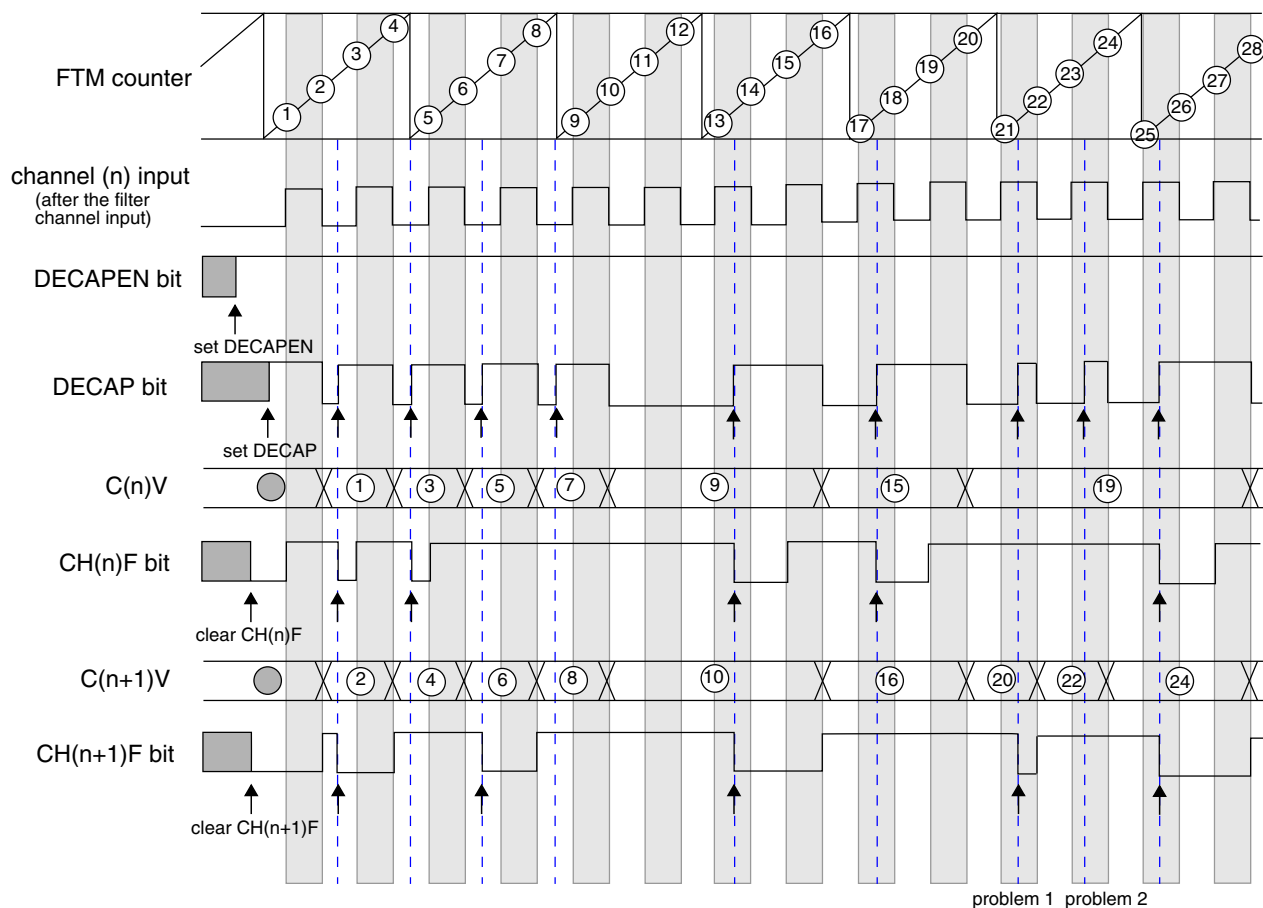 4 8 12 16 20 24 28
3 7 11 15 19 23 27
2 6 10 14 18 22 26
1 5 9 13 17 21 25
FTM counter
channel (n) input
(after the filter
channel input)
DECAPEN bit
set DECAPEN
DECAP bit
set DECAP
C(n)V
1 3 5 7 9 15 19
CH(n)F bit
clear CH(n)F
C(n+1)V
2 4 6 8 10 16 20 22 24
CH(n+1)F bit
clear CH(n+1)F
problem 1 problem 2